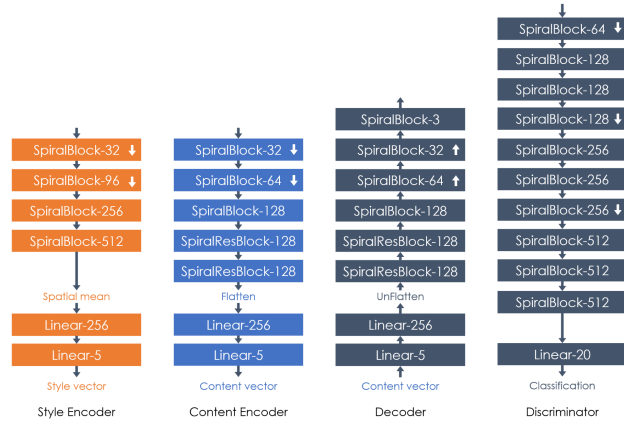 SpiralBlock-32
SpiralBlock-96
SpiralBlock-256
SpiralBlock-512
Spatial mean
Linear-256
Linear-5
Style vector
Style Encoder
SpiralBlock-32
SpiralBlock-64
SpiralBlock-128
SpiralResBlock-128
SpiralResBlock-128
Flatten
Linear-256
Linear-5
Content vector
Content Encoder
SpiralBlock-3
SpiralBlock-32
SpiralBlock-64
SpiralBlock-128
SpiralResBlock-128
SpiralResBlock-128
UnFlatten
Linear-256
Linear-5
Content vector
Decoder
SpiralBlock-64
SpiralBlock-128
SpiralBlock-128
SpiralBlock-128
SpiralBlock-256
SpiralBlock-256
SpiralBlock-256
SpiralBlock-512
SpiralBlock-512
SpiralBlock-512
Linear-20
Classification
Discriminator